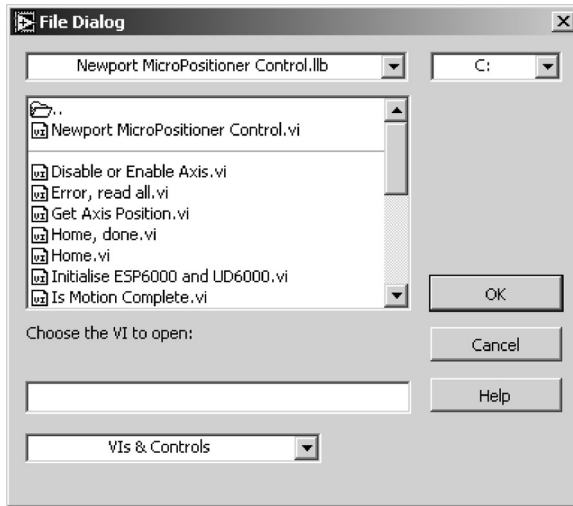 File Dialog
Newport MicroPositioner Control.llb
C:
..
Newport MicroPositioner Control.vi
Disable or Enable Axis.vi
Error, read all.vi
Get Axis Position.vi
Home, done.vi
Home.vi
Initialise ESP6000 and UD6000.vi
Is Motion Complete.vi
OK
Choose the VI to open:
Cancel
Help
VIs & Controls